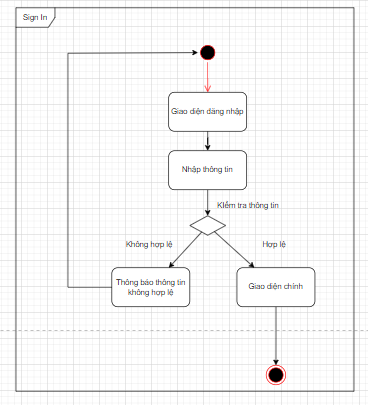 Sign In
Giao diện đăng nhập
Nhập thông tin
Kiểm tra thông tin
Không hợp lệ
Hợp lệ
Thông báo thông tin
không hợp lệ
Giao diện chính